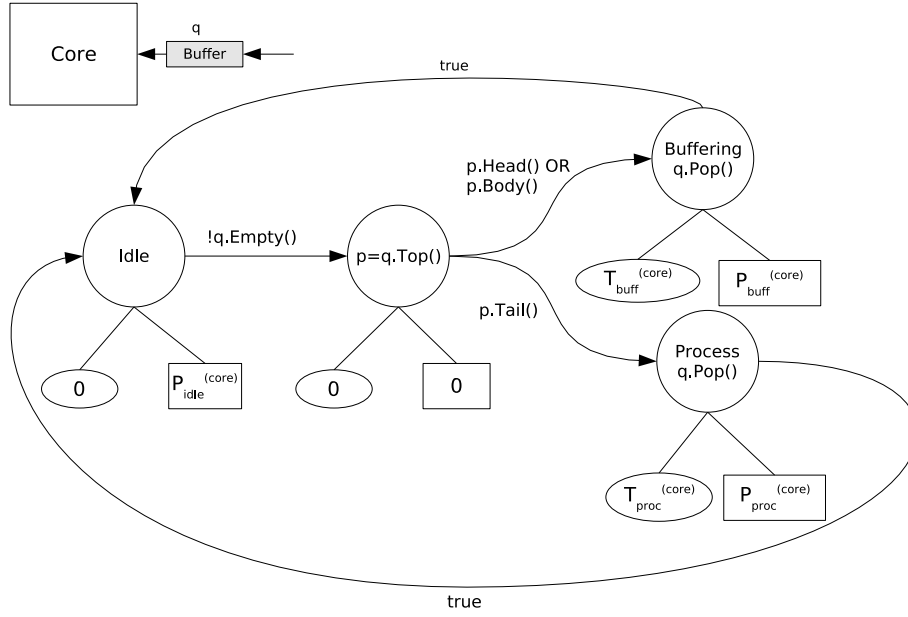 q
Core
Buffer
true
Buffering
q.Pop()
p.Head() OR
p.Body()
!q.Empty()
Idle
p=q.Top()
T buff (core)
P buff (core)
p.Tail()
Process
q.Pop()
0
P idle (core)
0
0
T proc (core)
P proc (core)
true